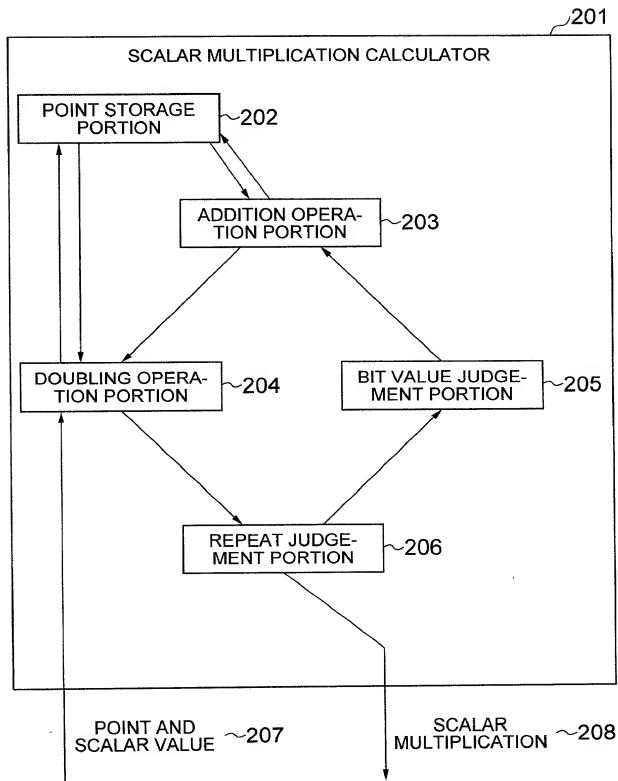 201
SCALAR MULTIPLICATION CALCULATOR
POINT STORAGE
PORTION
202
ADDITION OPERA-
TION PORTION
203
DOUBLING OPERA-
TION PORTION
204
BIT VALUE JUDGE-
MENT PORTION
205
REPEAT JUDGE-
MENT PORTION
206
POINT AND
SCALAR VALUE
207
SCALAR
MULTIPLICATION
208